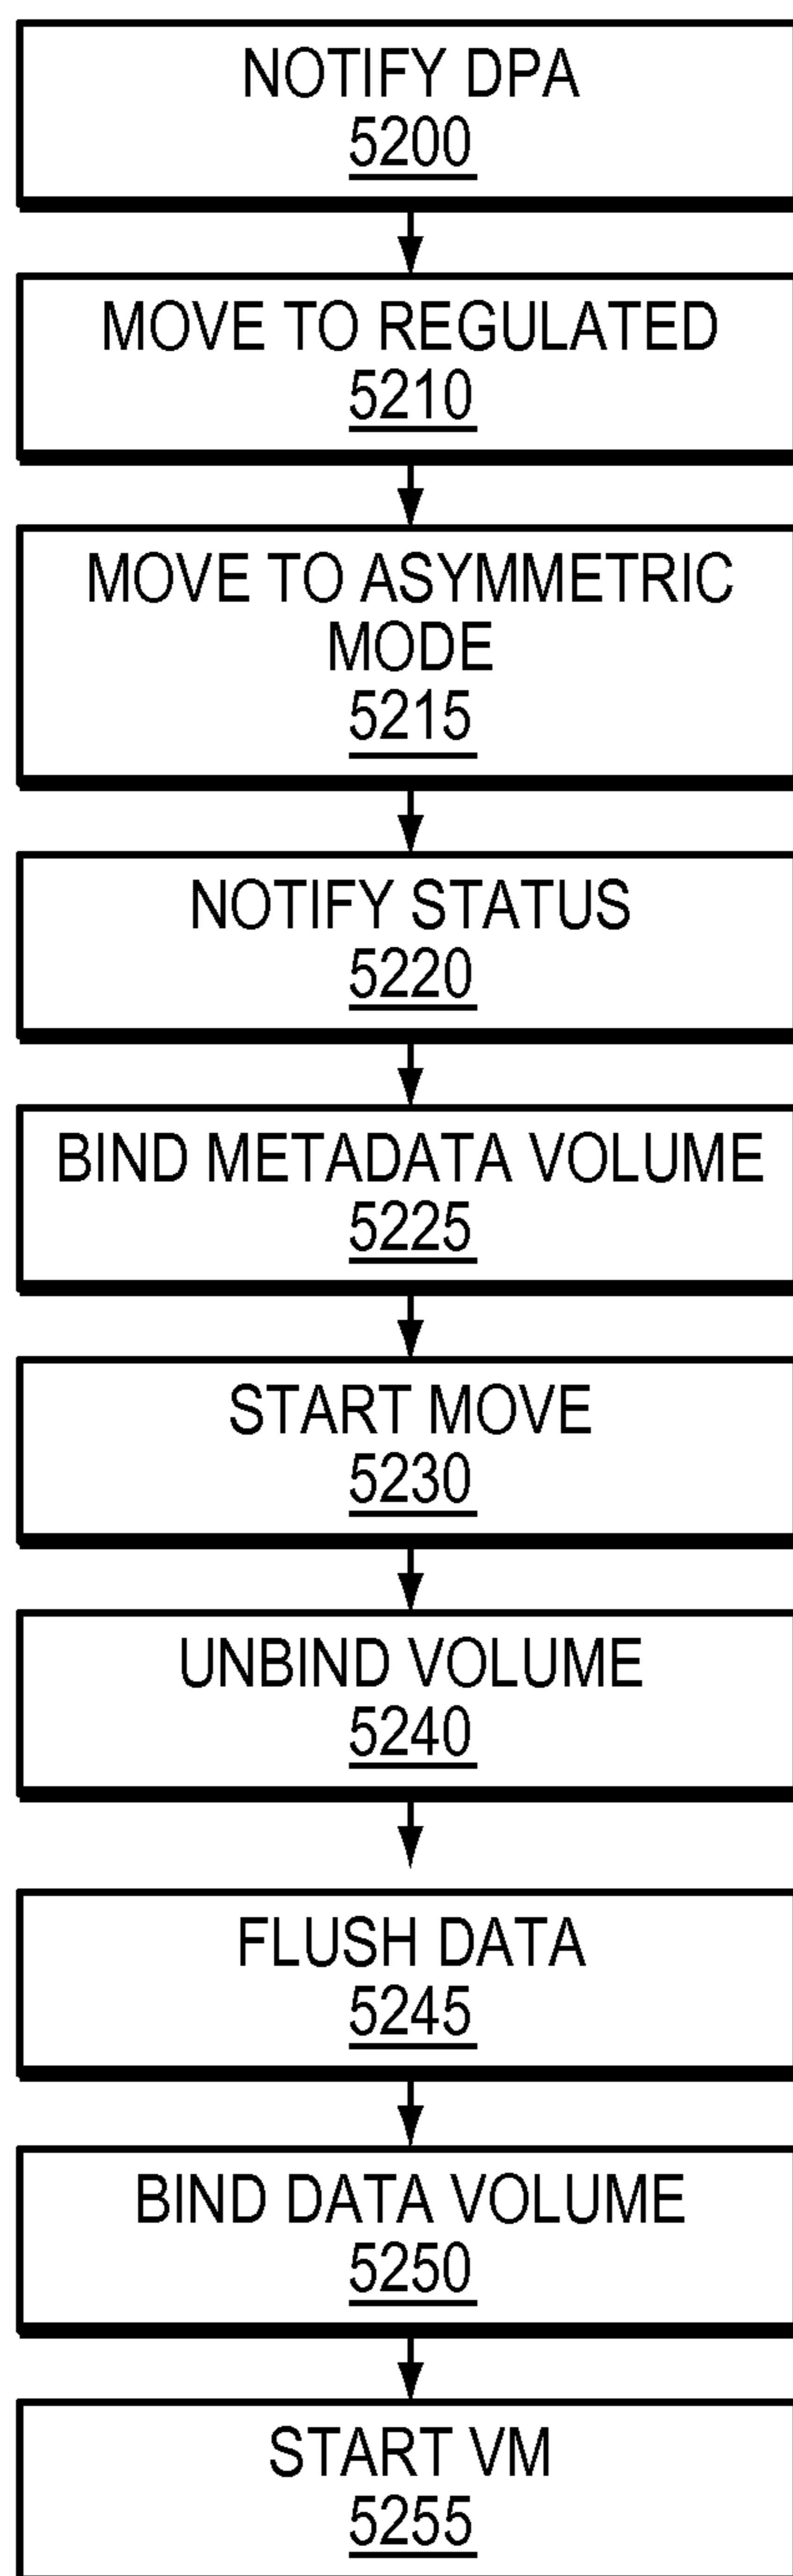 NOTIFY DPA
5200
MOVE TO REGULATED
5210
MOVE TO ASYMMETRIC
MODE
5215
NOTIFY STATUS
5220
BIND METADATA VOLUME
5225
START MOVE
5230
UNBIND VOLUME
5240
FLUSH DATA
5245
BIND DATA VOLUME
5250
START VM
5255